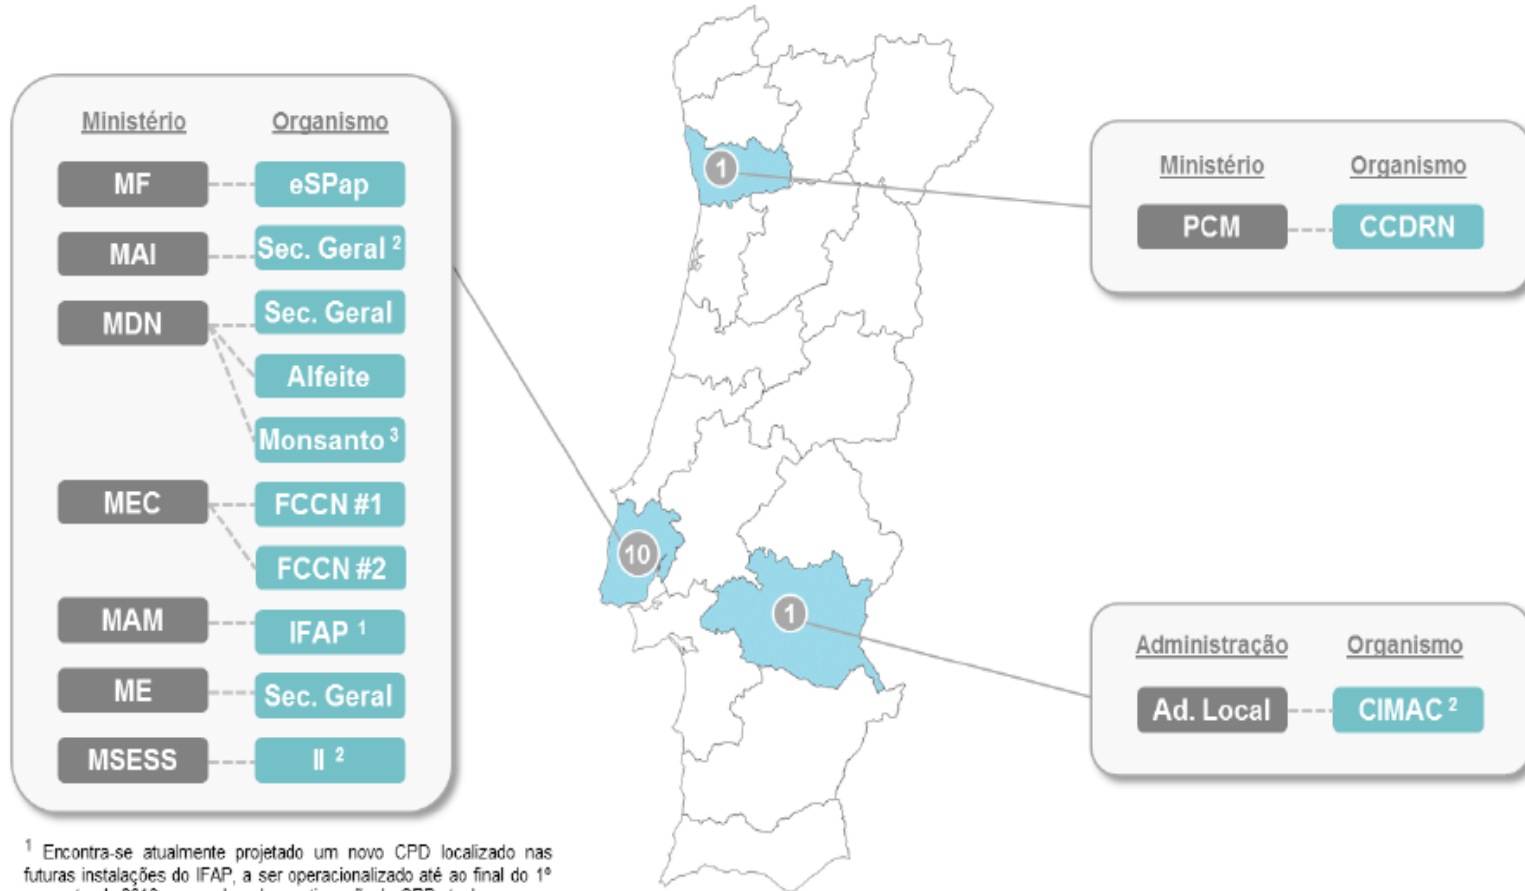 Ministério Organismo
MF eSPap
MAI Sec. Geral ²
MDN Sec. Geral
Alfeite
Monsanto ³
MEC FCCN #1
FCCN #2
MAM IFAP ¹
ME Sec. Geral
MSESS II ²
1
10
1
Ministério Organismo
PCM CCDRN
Administração Organismo
Ad. Local CIMAC ²
¹ Encontra-se atualmente projetado um novo CPD localizado nas
futuras instalações do IFAP, a ser operacionalizado até ao final do 1º